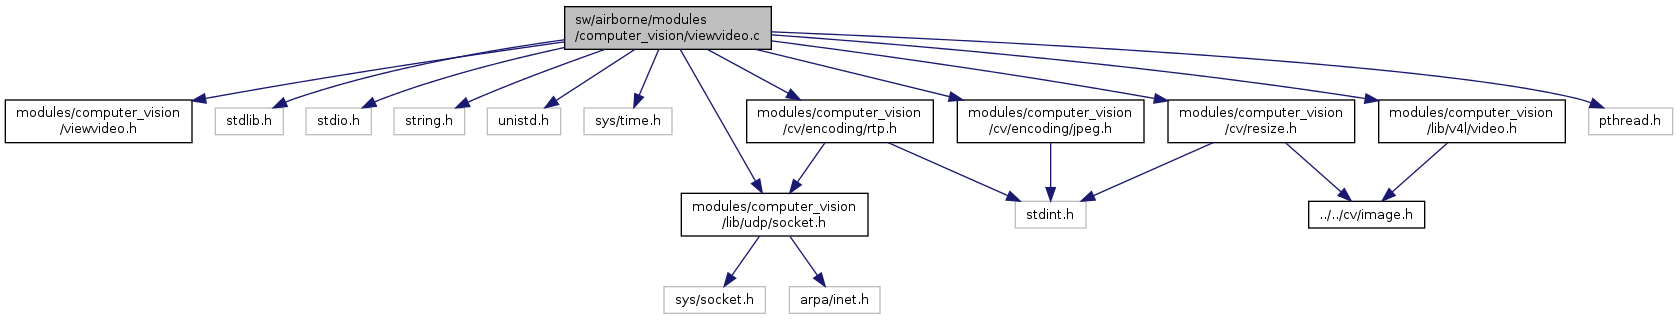 sw/airborne/modules
/computer_vision/viewvideo.c
modules/computer_vision
/viewvideo.h
stdlib.h
stdio.h
string.h
unistd.h
sys/time.h
modules/computer_vision
/cv/encoding/rtp.h
modules/computer_vision
/cv/encoding/jpeg.h
modules/computer_vision
/cv/resize.h
modules/computer_vision
/lib/v4l/video.h
pthread.h
modules/computer_vision
/lib/udp/socket.h
stdint.h
../../cv/image.h
sys/socket.h
arpa/inet.h